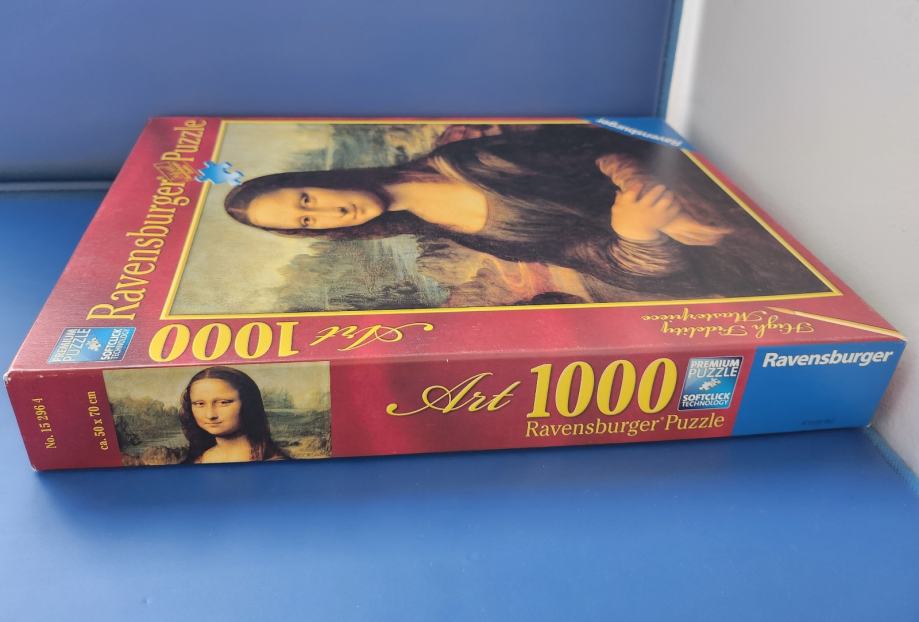 Ravensburger Puzzle
Ravensburger
PREMIUM
PUZZLE
SOFTCLICK
TECHNOLOGY
Art 1000
High Fidelity
Masterpiece
No. 15 296 4
ca. 50 x 70 cm
Art 1000
Ravensburger® Puzzle
PREMIUM
PUZZLE
SOFTCLICK
TECHNOLOGY
Ravensburger